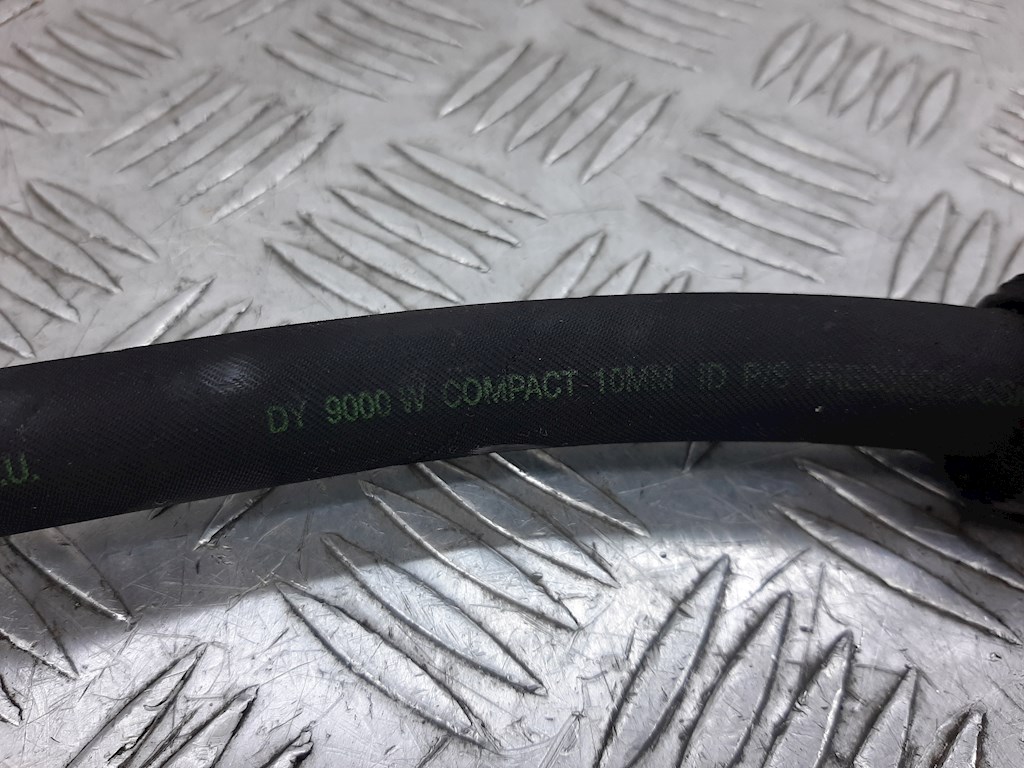 .U.
DY 9000 W COMPACT 10MM ID P/S